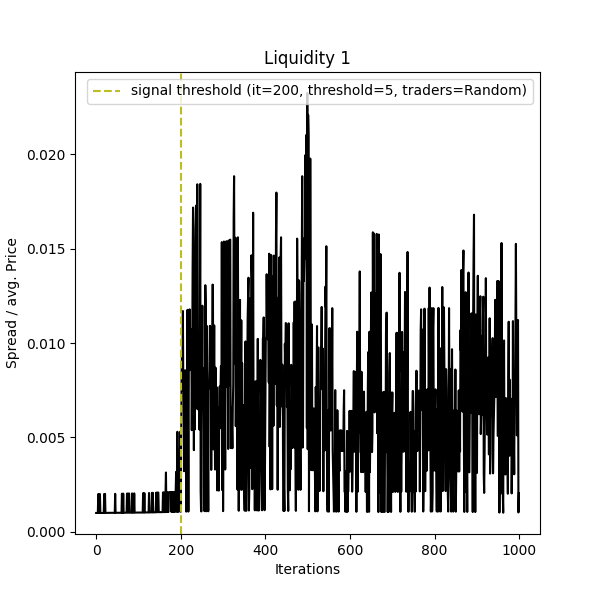 Liquidity 1
signal threshold (it=200, threshold=5, traders=Random)
Spread / avg. Price
0.020
0.015
0.010
0.005
0.000
0 200 400 600 800 1000
Iterations